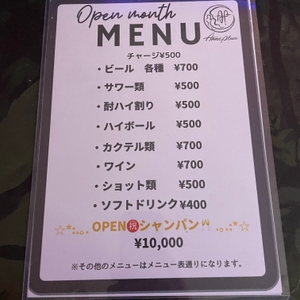 Open month
MENU
チャージ¥500
・ビール 各種 ¥700
・サワー類 ¥500
・酎ハイ割り ¥500
・ハイボール ¥500
・カクテル類 ¥700
・ワイン ¥700
・ショット類 ¥500
・ソフトドリンク ¥400
OPEN㊗シャンパン
¥10,000
※その他のメニューはメニュー表通りになります。